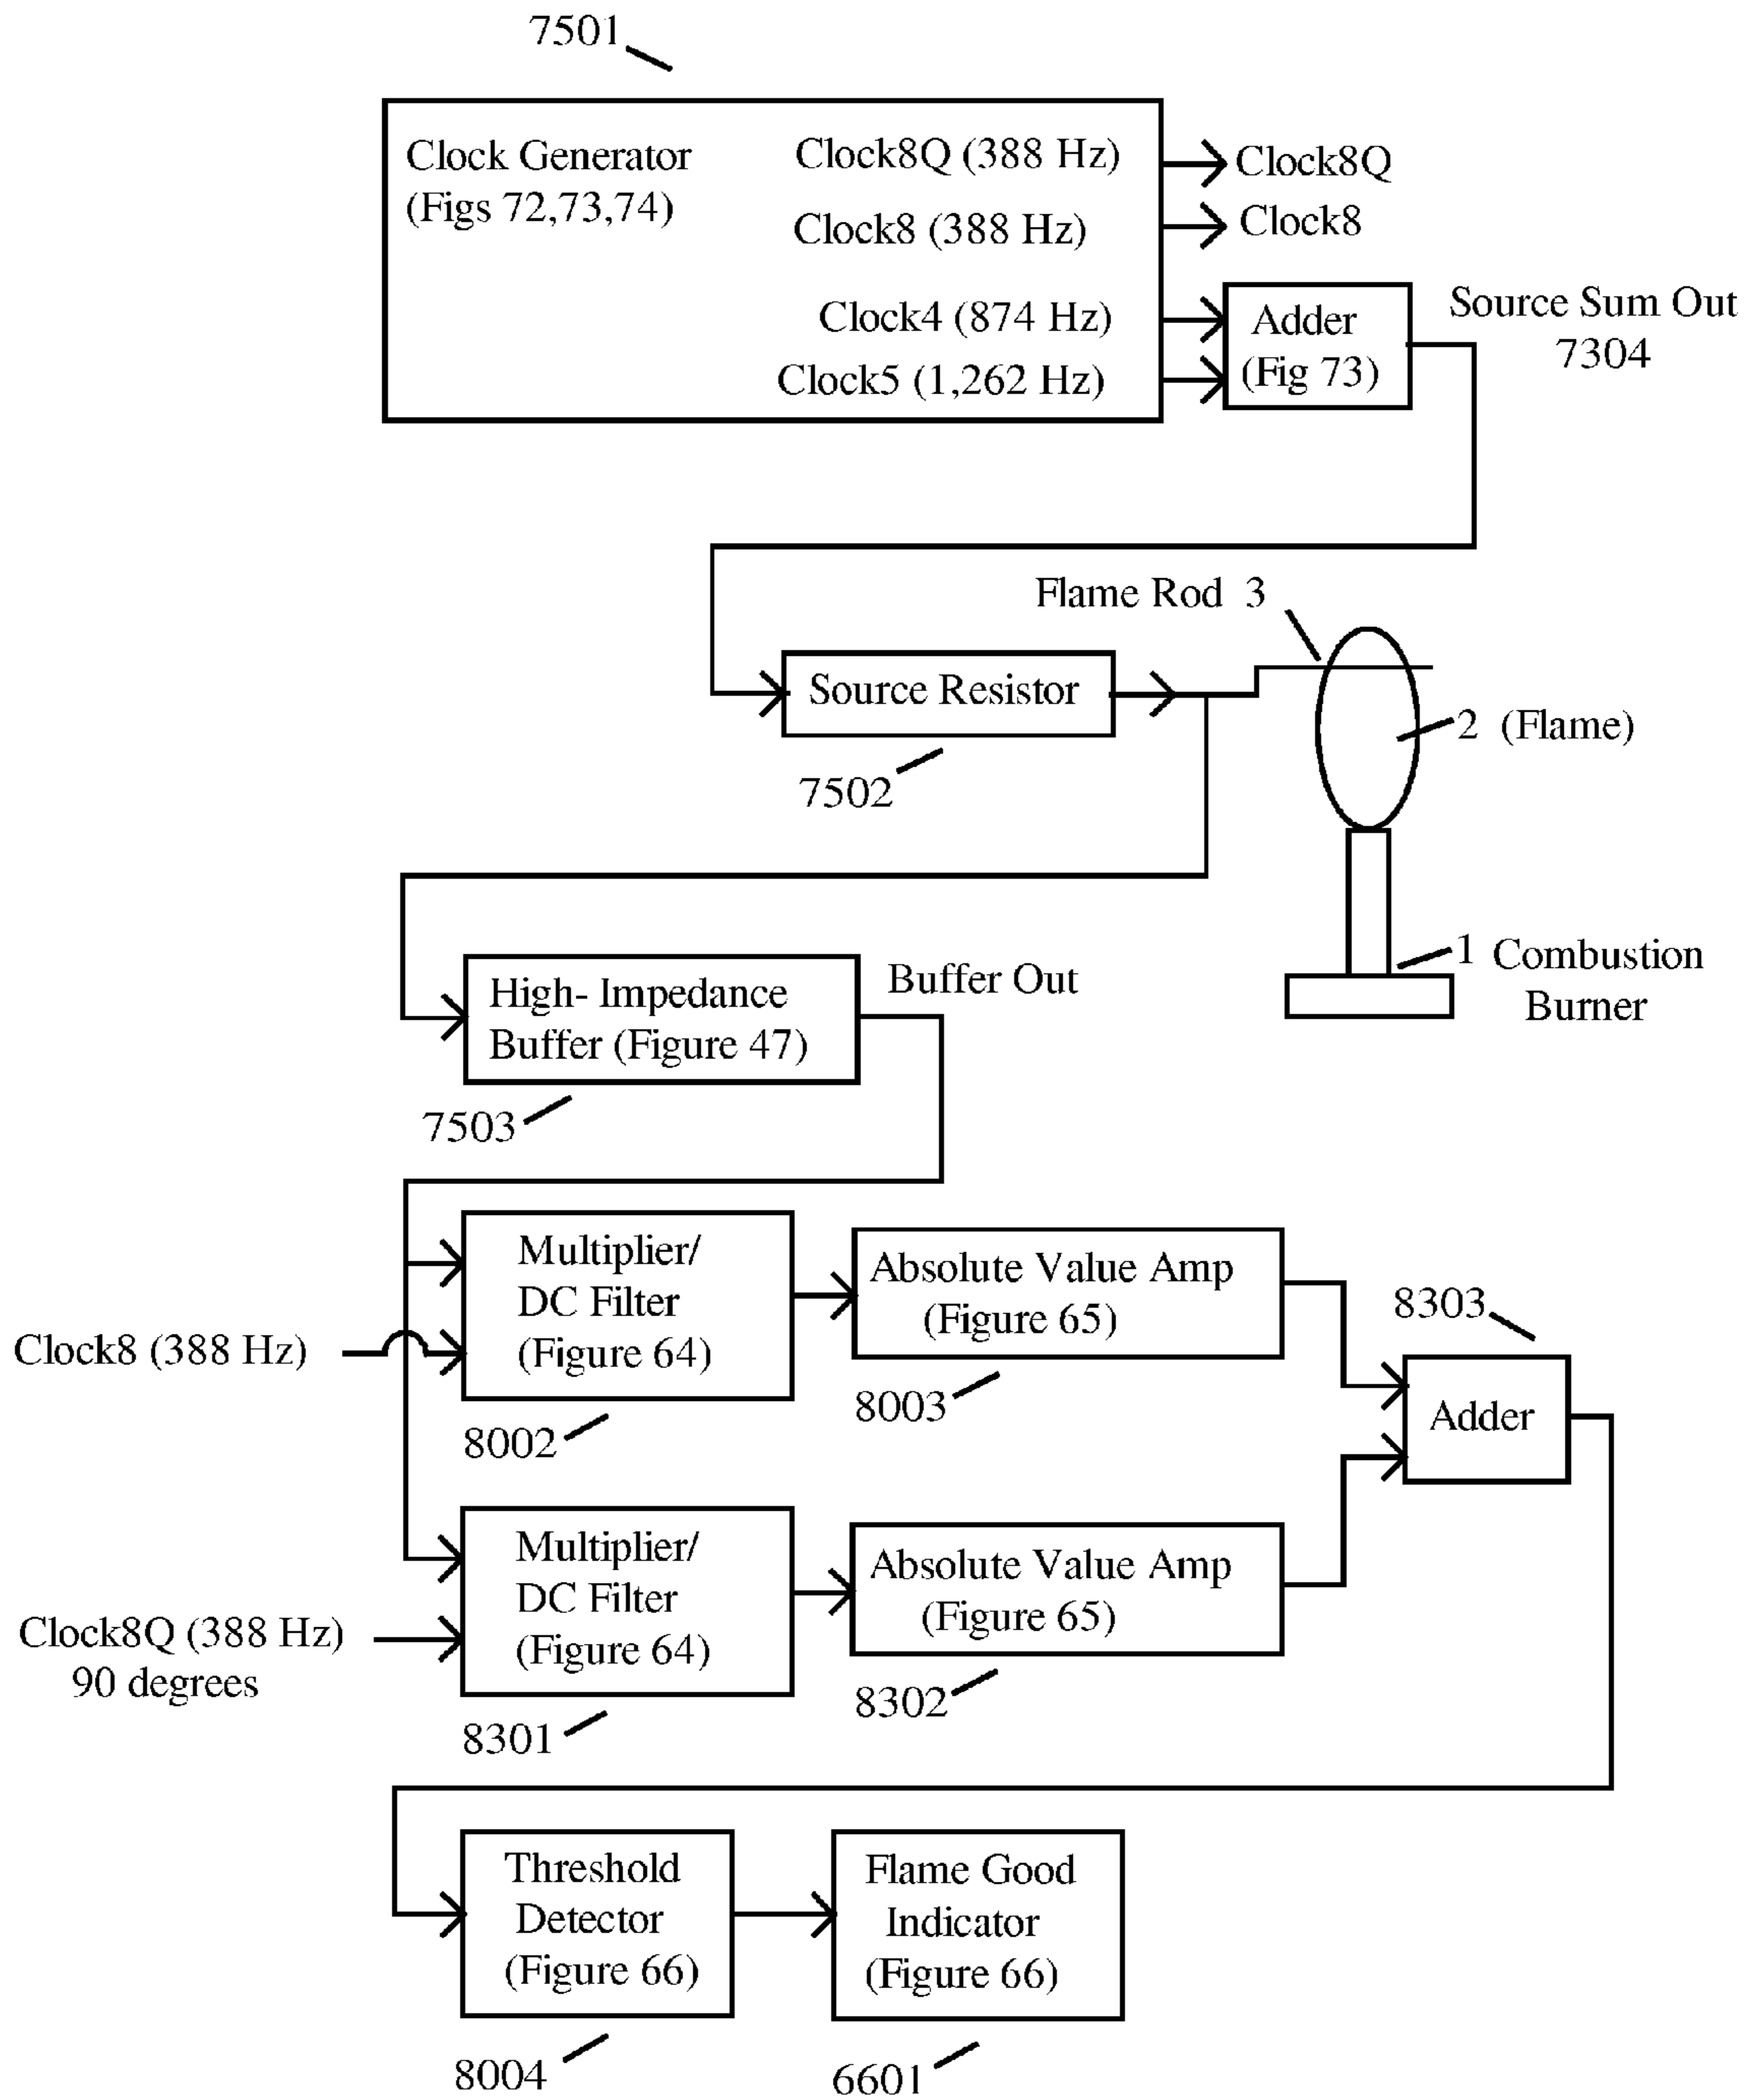 7501
Clock Generator
(Figs 72,73,74)
Clock8Q (388 Hz)
Clock8 (388 Hz)
Clock4 (874 Hz)
Clock5 (1,262 Hz)
Clock8Q
Clock8
Adder
(Fig 73)
Source Sum Out
7304
Flame Rod 3
Source Resistor
7502
2 (Flame)
1 Combustion
Burner
High- Impedance
Buffer (Figure 47)
Buffer Out
7503
Multiplier/
DC Filter
(Figure 64)
Absolute Value Amp
(Figure 65)
8303
Clock8 (388 Hz)
8002
8003
Adder
Multiplier/
DC Filter
(Figure 64)
Absolute Value Amp
(Figure 65)
Clock8Q (388 Hz)
90 degrees
8301
8302
Threshold
Detector
(Figure 66)
Flame Good
Indicator
(Figure 66)
8004
6601